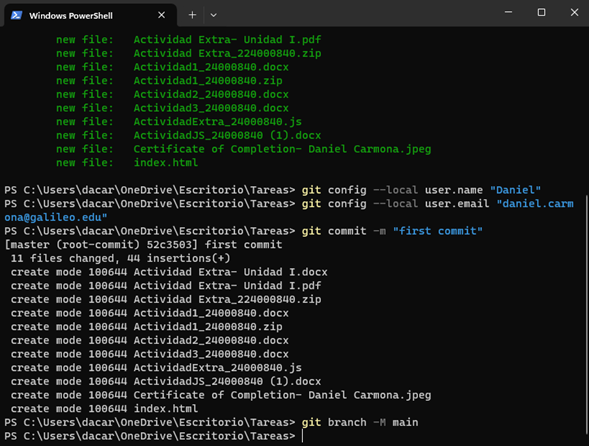 Windows PowerShell
new file:   Actividad Extra- Unidad I.pdf
new file:   Actividad Extra_224000840.zip
new file:   Actividad1_24000840.docx
new file:   Actividad1_24000840.zip
new file:   Actividad2_24000840.docx
new file:   Actividad3_24000840.docx
new file:   ActividadExtra_24000840.js
new file:   ActividadJS_24000840 (1).docx
new file:   Certificate of Completion- Daniel Carmona.jpeg
new file:   index.html
PS C:\Users\dacar\OneDrive\Escritorio\Tareas> git config --local user.name "Daniel"
PS C:\Users\dacar\OneDrive\Escritorio\Tareas> git config --local user.email "daniel.carm
ona@galileo.edu"
PS C:\Users\dacar\OneDrive\Escritorio\Tareas> git commit -m "first commit"
[master (root-commit) 52c3503] first commit
 11 files changed, 44 insertions(+)
 create mode 100644 Actividad Extra- Unidad I.docx
 create mode 100644 Actividad Extra- Unidad I.pdf
 create mode 100644 Actividad Extra_224000840.zip
 create mode 100644 Actividad1_24000840.docx
 create mode 100644 Actividad1_24000840.zip
 create mode 100644 Actividad2_24000840.docx
 create mode 100644 Actividad3_24000840.docx
 create mode 100644 ActividadExtra_24000840.js
 create mode 100644 ActividadJS_24000840 (1).docx
 create mode 100644 Certificate of Completion- Daniel Carmona.jpeg
 create mode 100644 index.html
PS C:\Users\dacar\OneDrive\Escritorio\Tareas> git branch -M main
PS C:\Users\dacar\OneDrive\Escritorio\Tareas>